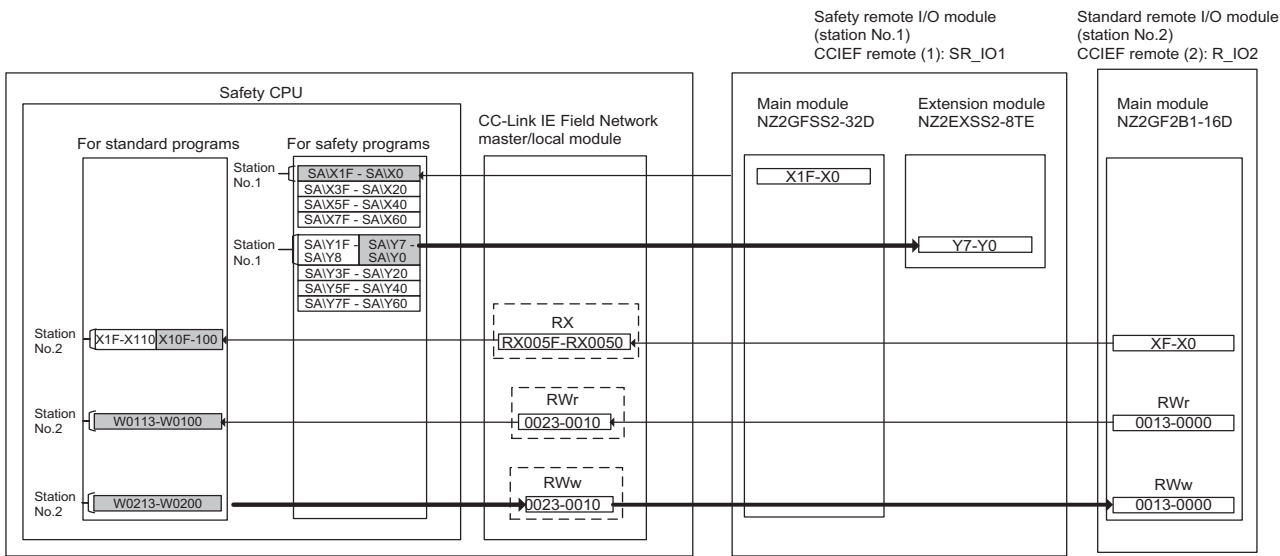 Safety remote I/O module
(station No.1)
CCIEF remote (1): SR_IO1
Standard remote I/O module
(station No.2)
CCIEF remote (2): R_IO2
Safety CPU
For standard programs
For safety programs
CC-Link IE Field Network
master/local module
Main module
NZ2GFSS2-32D
Extension module
NZ2EXSS2-8TE
Main module
NZ2GF2B1-16D
Station
No.1
SA\X1F - SA\X0
SA\X3F - SA\X20
SA\X5F - SA\X40
SA\X7F - SA\X60
X1F-X0
Station
No.1
SA\Y1F -
SA\Y8
SA\Y7 -
SA\Y0
SA\Y3F - SA\Y20
SA\Y5F - SA\Y40
SA\Y7F - SA\Y60
Y7-Y0
Station
No.2
X1F-X110
X10F-100
RX
RX005F-RX0050
XF-X0
Station
No.2
W0113-W0100
RWr
0023-0010
RWr
0013-0000
Station
No.2
W0213-W0200
RWw
0023-0010
RWw
0013-0000